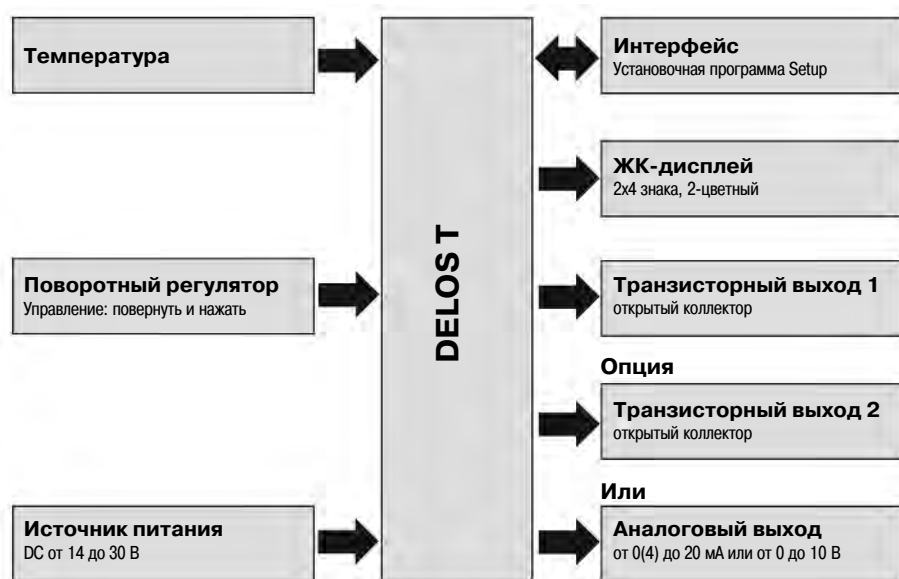 Температура
Поворотный регулятор
Управление: повернуть и нажать
Источник питания
DC от 14 до 30 В
DELOS T
Интерфейс
Установочная программа Setup
ЖК-дисплей
2x4 знака, 2-цветный
Транзисторный выход 1
открытый коллектор
Опция
Транзисторный выход 2
открытый коллектор
Или
Аналоговый выход
от 0(4) до 20 мА или от 0 до 10 В